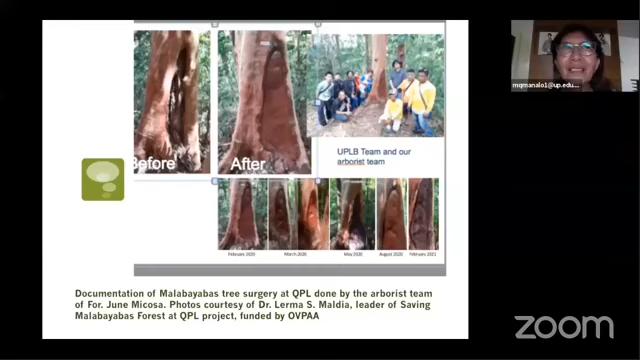 Before
After
UPLB Team and our
arborist team
February 2020
March 2020
May 2020
August 2020
February 2021
Documentation of Malabayabas tree surgery at QPL done by the arborist team
of For. June Micosa. Photos courtesy of Dr. Lerma S. Maldia, leader of Saving
Malabayabas Forest at QPL project, funded by OVPAA
mqmanalo1@up.edu...
zoom